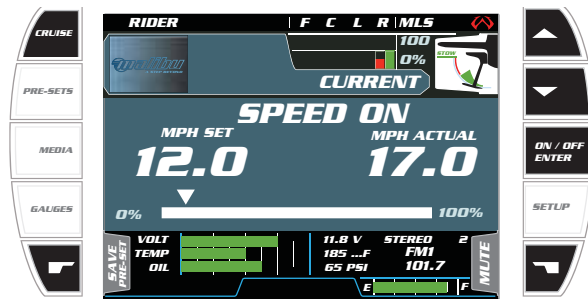 RIDER F C L R MLS
CRUISE
100
0%
STOW
malibu
CURRENT
PRE-SETS
SPEED ON
MPH SET MPH ACTUAL
12.0 17.0
MEDIA
ON / OFF
ENTER
GAUGES
SETUP
0% 100%
VOLT 11.8 V STEREO 2
TEMP 185 ...F FM1
OIL 65 PSI 101.7
SAVE
PRE-SET
MUTE
E F